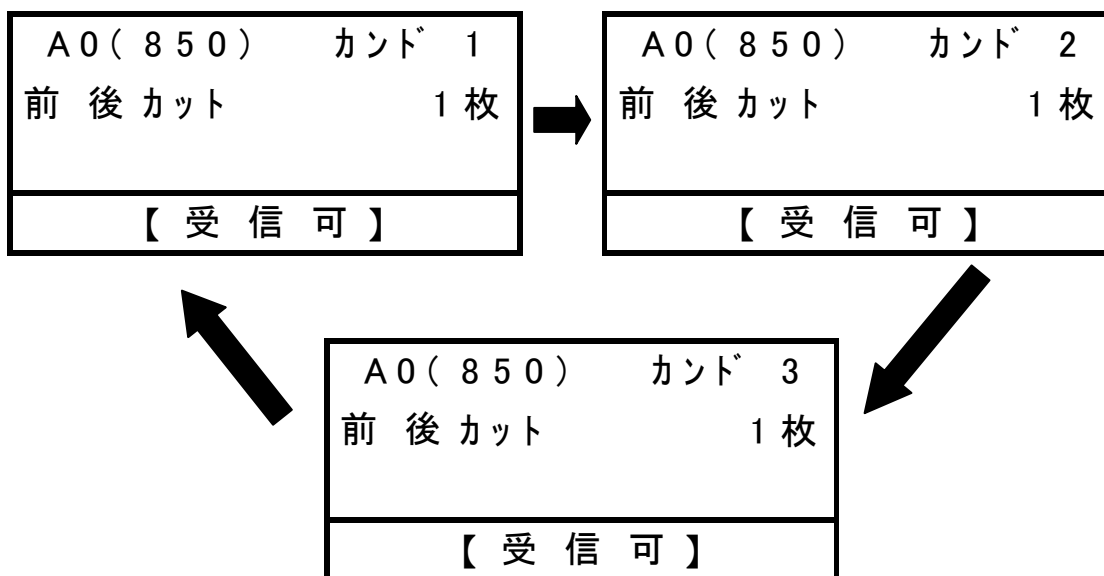 A0(850) カンド 1
前後カット 1枚
【受信可】
A0(850) カンド 2
前後カット 1枚
【受信可】
A0(850) カンド 3
前後カット 1枚
【受信可】